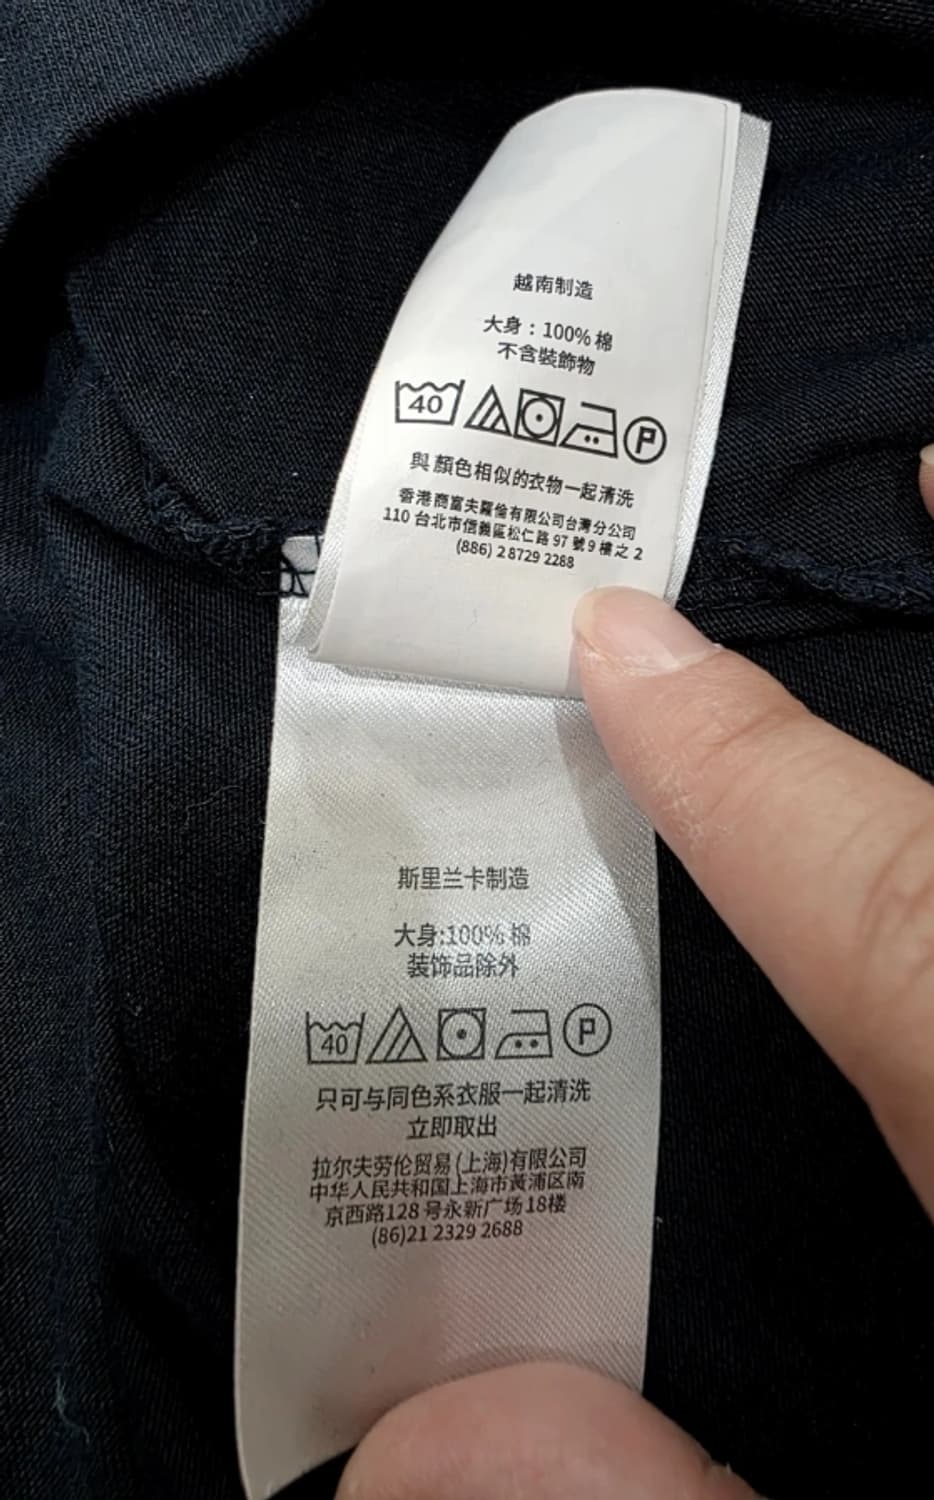 越南制造
大身：100% 棉
不含裝飾物
40
P
與顏色相似的衣物一起清洗
香港商富夫羅倫有限公司台灣分公司
110 台北市信義區松仁路 97 號 9 樓之 2
(886) 2 8729 2288
斯里兰卡制造
大身:100% 棉
装饰品除外
40
P
只可与同色系衣服一起清洗
立即取出
拉尔夫劳伦贸易(上海)有限公司
中华人民共和国上海市黃浦区南
京西路128 号永新广场 18楼
(86)21 2329 2688